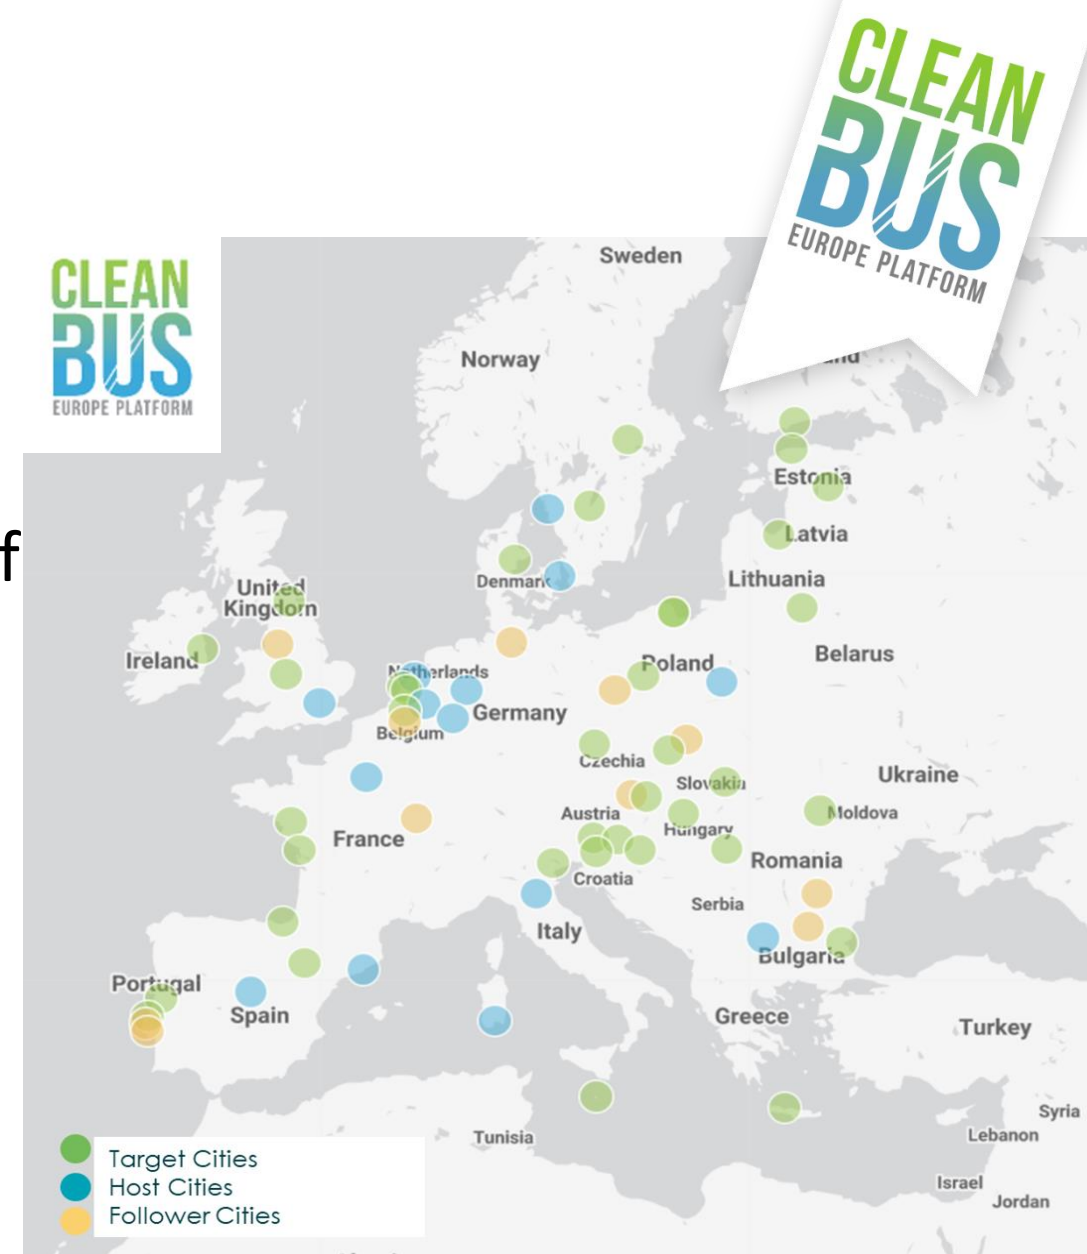 CLEAN
BUS
EUROPE PLATFORM
CLEAN
BUS
EUROPE PLATFORM
f
Sweden
Norway
Estonia
Latvia
Lithuania
Denmark
United
Kingdom
Ireland
Belarus
Poland
Netherlands
Germany
Belgium
Czechia
Slovakia
Ukraine
Austria
Moldova
Hungary
France
Romania
Croatia
Serbia
Italy
Bulgaria
Portugal
Spain
Greece
Turkey
Syria
Tunisia
Lebanon
Israel
Jordan
Target Cities
Host Cities
Follower Cities